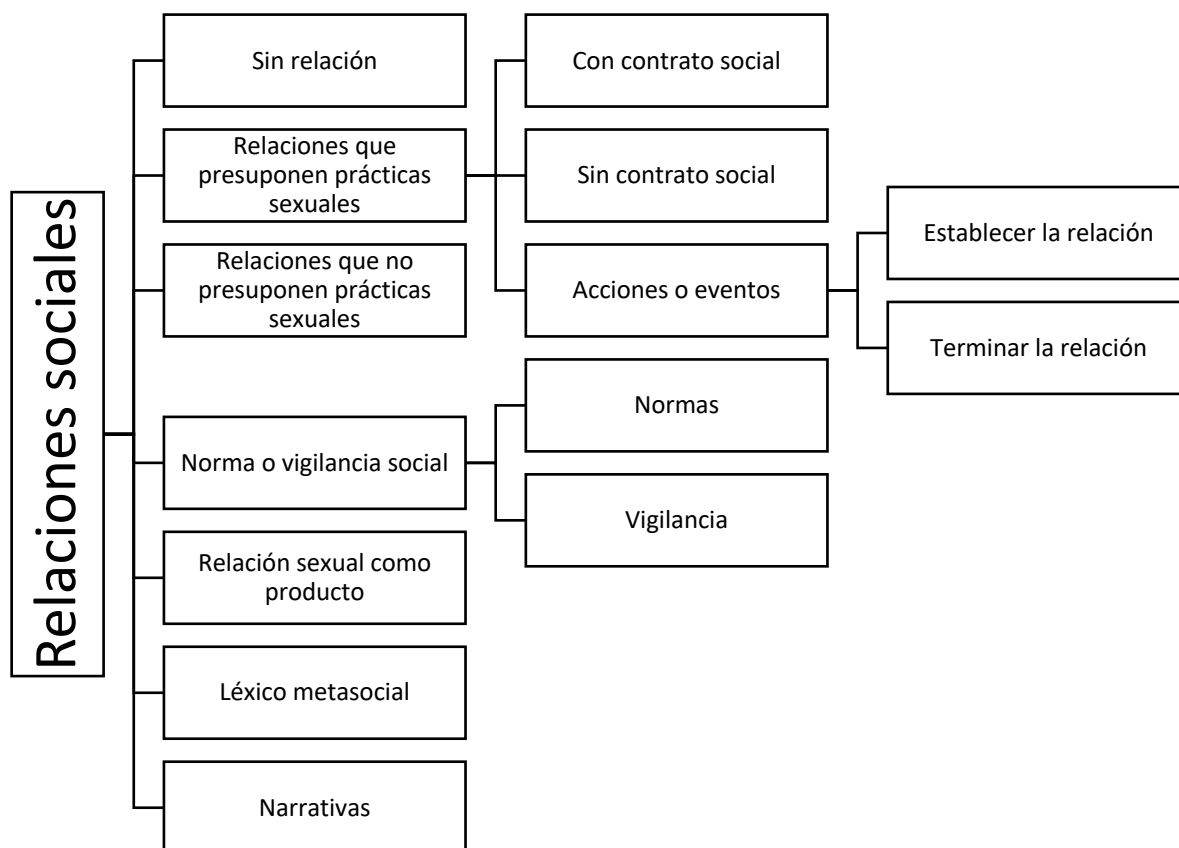 Relaciones sociales
Sin relación
Relaciones que
presuponen prácticas
sexuales
Relaciones que no
presuponen prácticas
sexuales
Norma o vigilancia social
Relación sexual como
producto
Léxico metasocial
Narrativas
Con contrato social
Sin contrato social
Acciones o eventos
Normas
Vigilancia
Establecer la relación
Terminar la relación